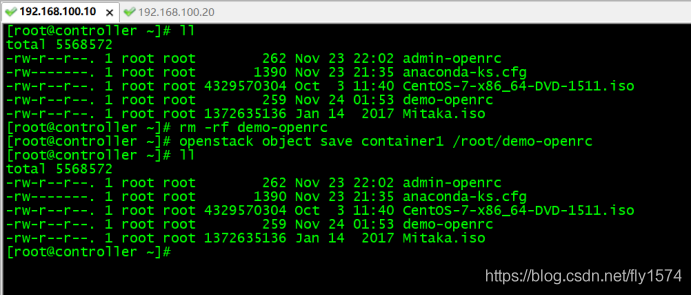 192.168.100.10 × 192.168.100.20
[root@controller ~]# ll
total 5568572
-rw-r--r--. 1 root root        262 Nov 23 22:02 admin-openrc
-rw-------. 1 root root       1390 Nov 23 21:35 anaconda-ks.cfg
-rw-r--r--. 1 root root 4329570304 Oct  3 11:40 CentOS-7-x86_64-DVD-1511.iso
-rw-r--r-- 1 root root        259 Nov 24 01:53 demo-openrc
-rw-r--r--. 1 root root 1372635136 Jan 14  2017 Mitaka.iso
[root@controller ~]# rm -rf demo-openrc
[root@controller ~]# openstack object save container1 /root/demo-openrc
[root@controller ~]# ll
total 5568572
-rw-r--r--. 1 root root        262 Nov 23 22:02 admin-openrc
-rw-------. 1 root root       1390 Nov 23 21:35 anaconda-ks.cfg
-rw-r--r--. 1 root root 4329570304 Oct  3 11:40 CentOS-7-x86_64-DVD-1511.iso
-rw-r--r-- 1 root root        259 Nov 24 01:53 demo-openrc
-rw-r--r--. 1 root root 1372635136 Jan 14  2017 Mitaka.iso
[root@controller ~]#
https://blog.csdn.net/fly1574